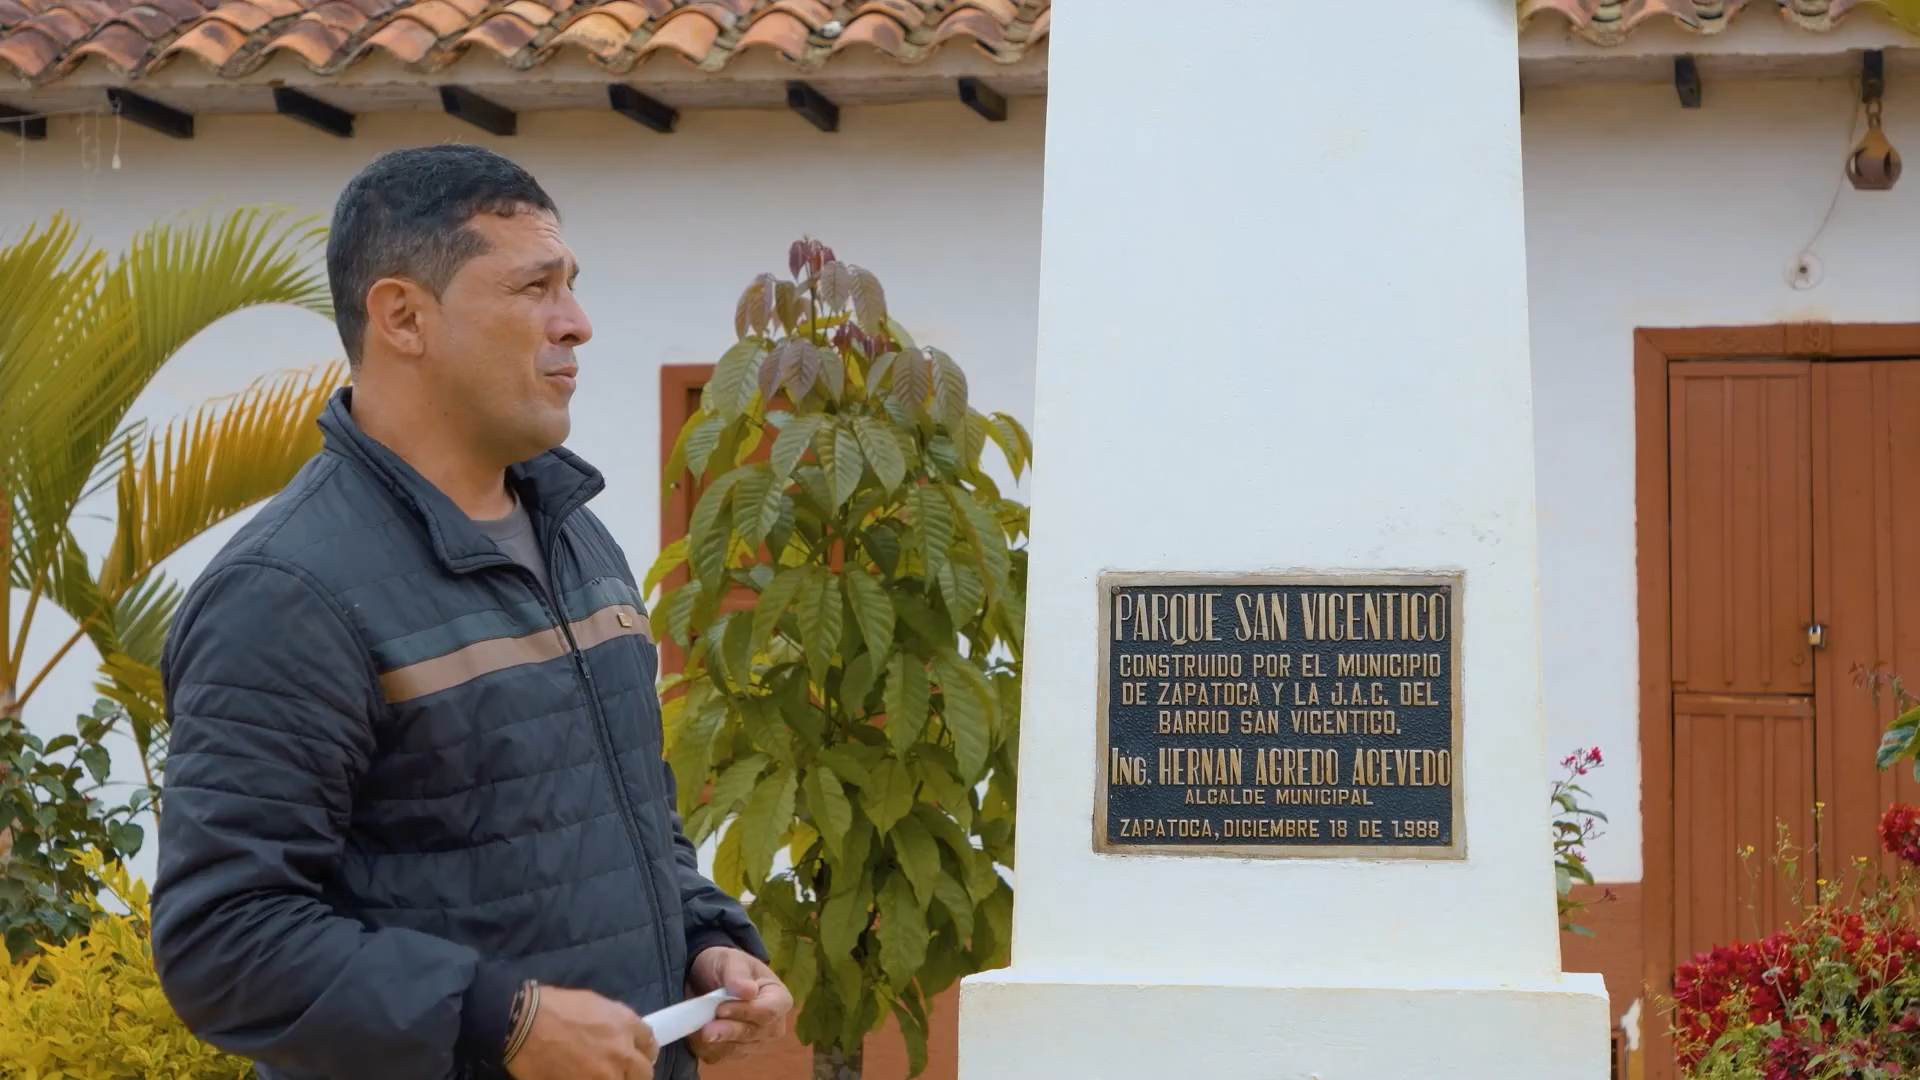 PARQUE SAN VICENTICO
CONSTRUIDO POR EL MUNICIPIO
DE ZAPATOCA Y LA J.A.C. DEL
BARRIO SAN VICENTICO.
ING. HERNAN AGREDO ACEVEDO
ALCALDE MUNICIPAL
ZAPATOCA, DICIEMBRE 18 DE 1.988